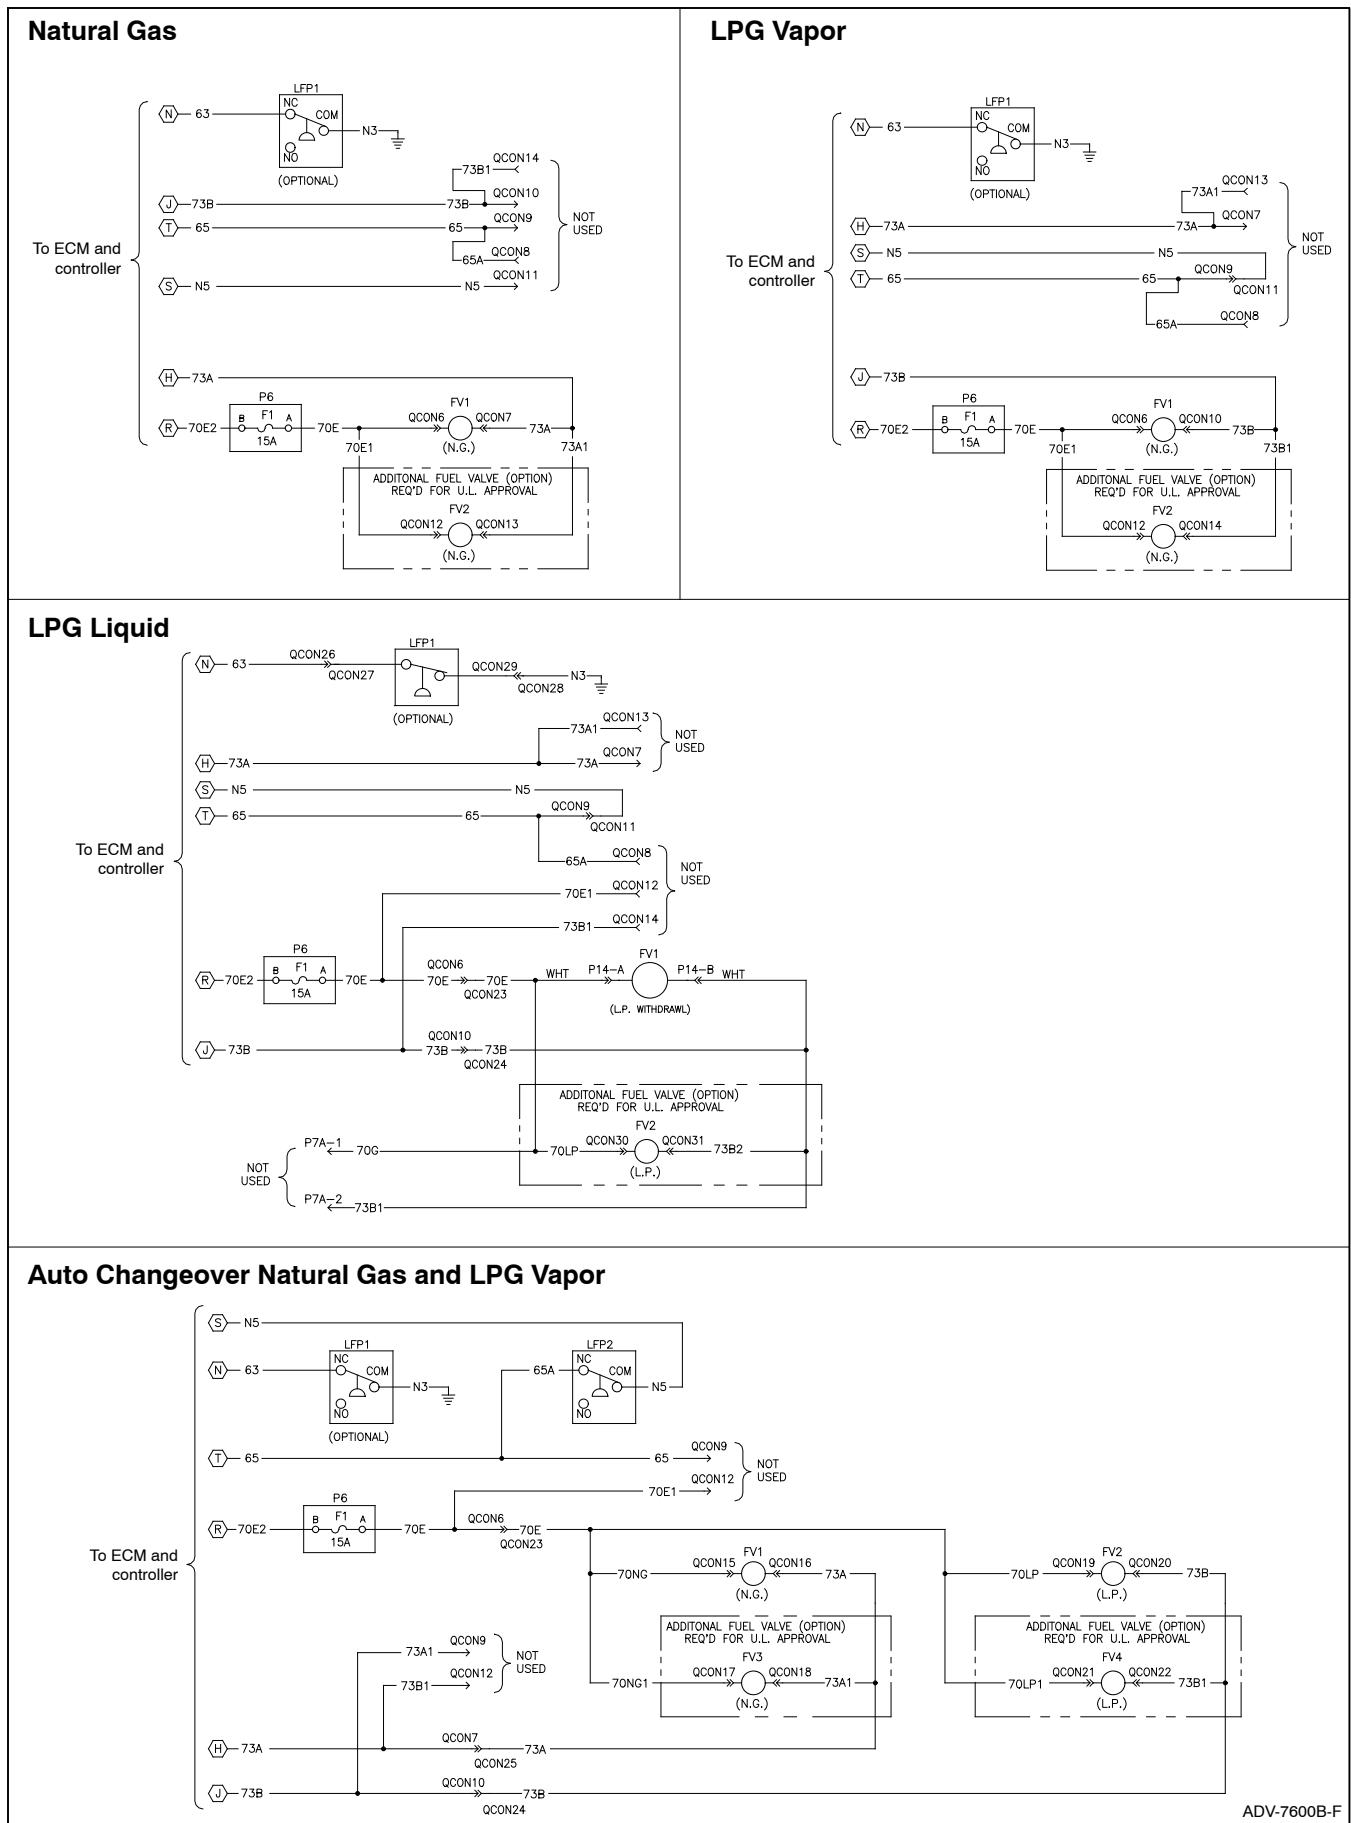 Natural Gas
LFP1
NC
COM
NO
N
63
N3
(OPTIONAL)
QCON14
73B1
QCON10
J
73B
73B
QCON9
T
65
65
QCON8
65A
QCON11
S
N5
N5
NOT
USED
To ECM and
controller
H
73A
P6
B
F1
A
15A
R
70E2
70E
70E1
FV1
QCON6
QCON7
(N.G.)
73A
73A1
ADDITONAL FUEL VALVE (OPTION)
REQ'D FOR U.L. APPROVAL
FV2
QCON12
QCON13
(N.G.)
LPG Vapor
LFP1
NC
COM
NO
N
63
N3
(OPTIONAL)
QCON13
73A1
QCON7
H
73A
73A
S
N5
N5
QCON9
T
65
65
QCON11
QCON8
65A
NOT
USED
To ECM and
controller
J
73B
P6
B
F1
A
15A
R
70E2
70E
70E1
FV1
QCON6
QCON10
(N.G.)
73B
73B1
ADDITONAL FUEL VALVE (OPTION)
REQ'D FOR U.L. APPROVAL
FV2
QCON12
QCON14
(N.G.)
LPG Liquid
LFP1
N
63
QCON26
QCON27
QCON29
QCON28
N3
(OPTIONAL)
QCON13
73A1
QCON7
H
73A
73A
NOT
USED
S
N5
N5
QCON9
T
65
65
QCON11
To ECM and
controller
QCON8
65A
QCON12
70E1
QCON14
73B1
NOT
USED
P6
B
F1
A
15A
R
70E2
70E
QCON6
70E
70E
QCON23
WHT
P14-A
FV1
P14-B
WHT
(L.P. WITHDRAWL)
J
73B
QCON10
73B
73B
QCON24
ADDITONAL FUEL VALVE (OPTION)
REQ'D FOR U.L. APPROVAL
FV2
P7A-1
70G
70LP
QCON30
QCON31
73B2
(L.P.)
NOT
USED
P7A-2
73B1
Auto Changeover Natural Gas and LPG Vapor
S
N5
LFP1
NC
COM
NO
N
63
N3
(OPTIONAL)
LFP2
NC
COM
NO
65A
N5
T
65
65
QCON9
70E1
QCON12
NOT
USED
P6
B
F1
A
15A
R
70E2
70E
QCON6
70E
QCON23
To ECM and
controller
70NG
QCON15
FV1
QCON16
73A
(N.G.)
70LP
QCON19
FV2
QCON20
73B
(L.P.)
ADDITONAL FUEL VALVE (OPTION)
REQ'D FOR U.L. APPROVAL
FV3
70NG1
QCON17
QCON18
73A1
(N.G.)
ADDITONAL FUEL VALVE (OPTION)
REQ'D FOR U.L. APPROVAL
FV4
70LP1
QCON21
QCON22
73B1
(L.P.)
73A1
QCON9
73B1
QCON12
NOT
USED
H
73A
QCON7
73A
QCON25
J
73B
QCON10
73B
QCON24
ADV-7600B-F